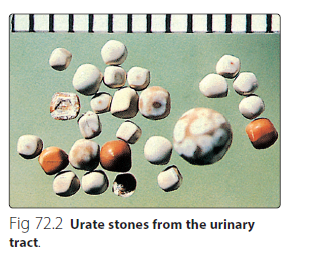 Fig 72.2 Urate stones from the urinary
tract.